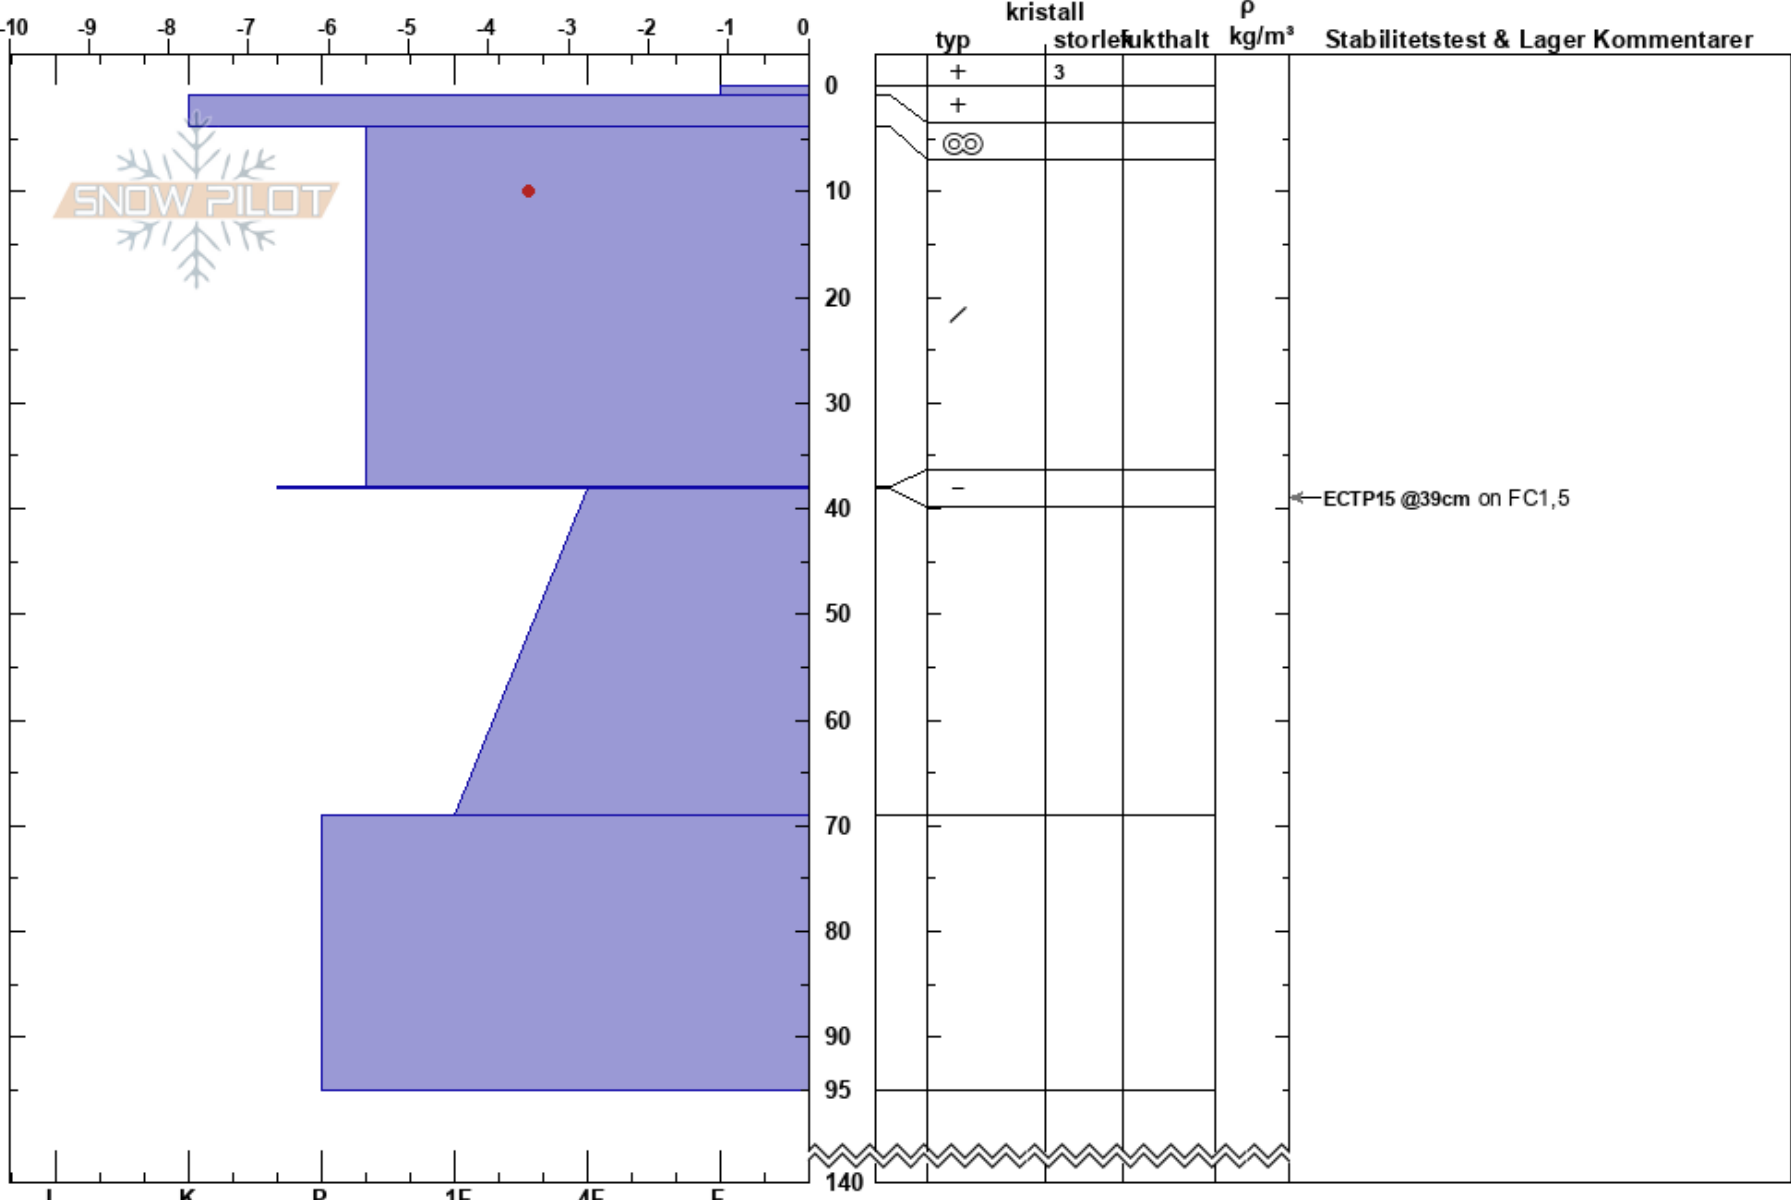 kristall ρ
-10 -9 -8 -7 -6 -5 -4 -3 -2 -1 0 typ storlek fukthalt kg/m³ Stabilitetstest & Lager Kommentarer
+ 3
0
+
SNOW PILOT
10
20
30
40
ECTP15 @39cm on FC1,5
50
60
70
80
90
95
140
I K P 1F 4F F